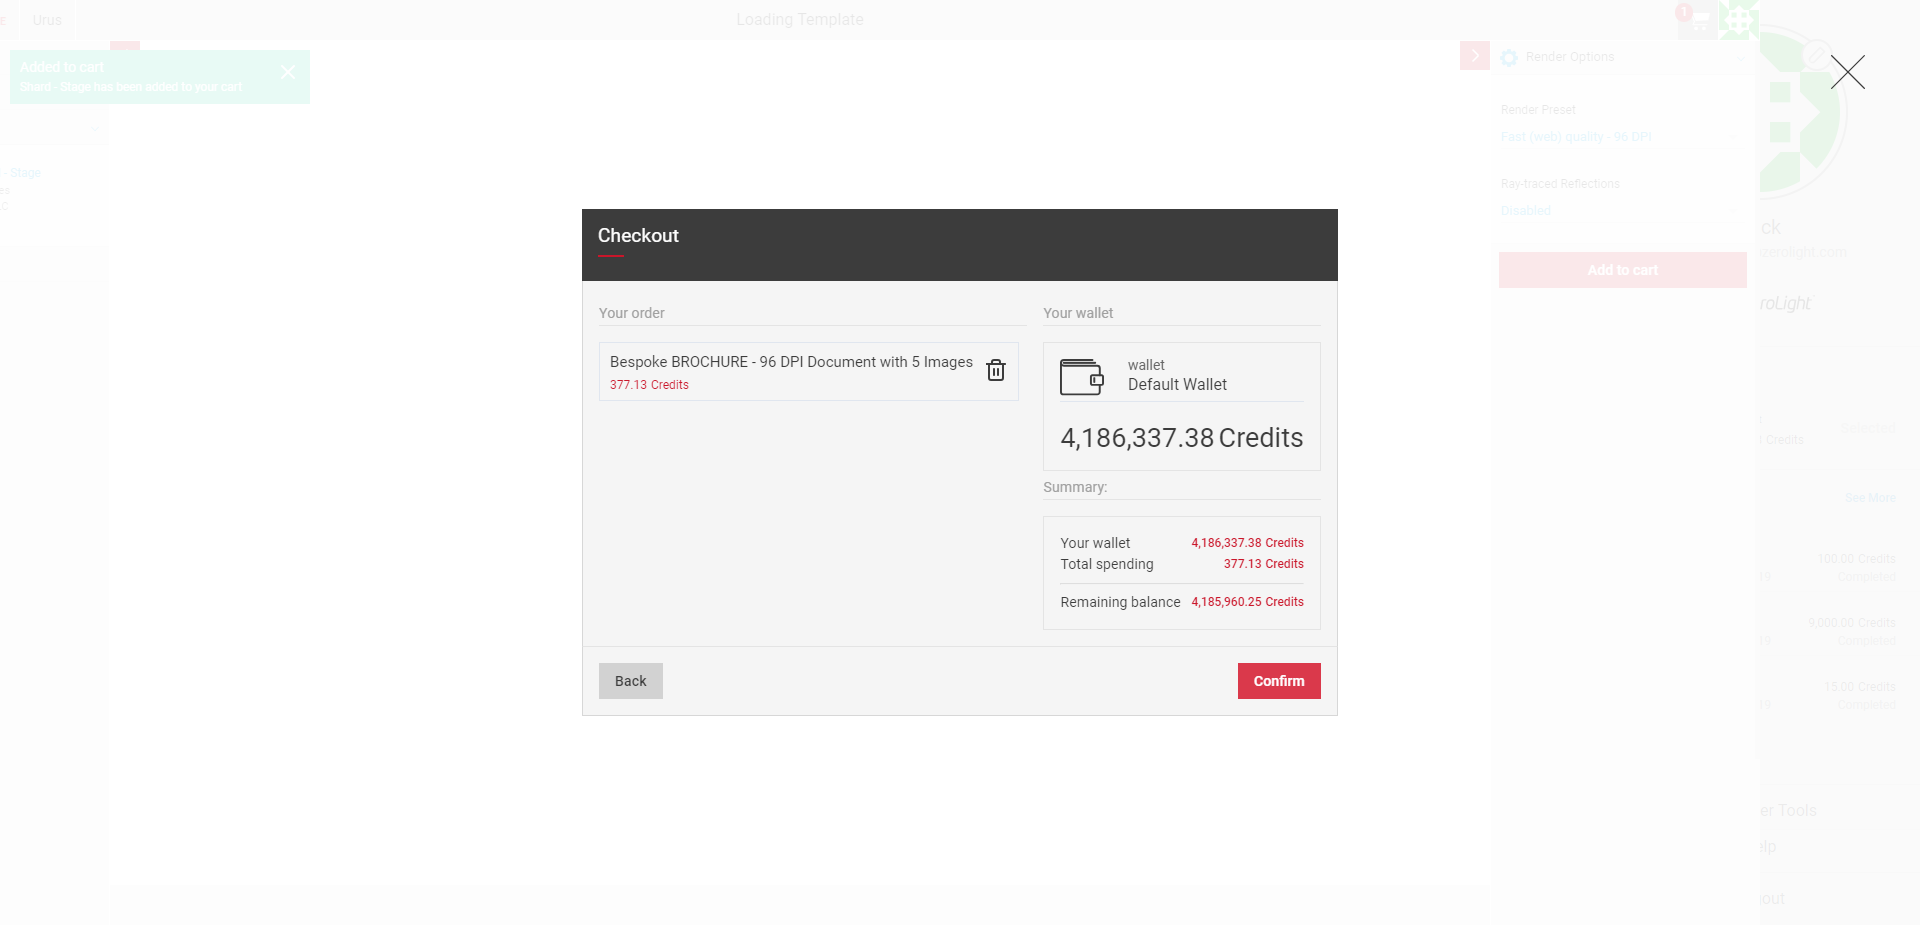 Urus
Loading Template
1
Added to cart
Shard - Stage has been added to your cart
Render Options
Render Preset
Fast (web) quality - 96 DPI
- Stage
Ray-traced Reflections
Disabled
Add to cart
Checkout
Your order
Your wallet
Bespoke BROCHURE - 96 DPI Document with 5 Images
377.13 Credits
wallet
Default Wallet
4,186,337.38 Credits
Summary:
Your wallet 4,186,337.38 Credits
Total spending 377.13 Credits
Remaining balance 4,185,960.25 Credits
Back
Confirm
ck
zerolight.com
roLight
Credits
See More
100.00 Credits
Completed
9,000.00 Credits
Completed
15.00 Credits
Completed
er Tools
elp
out